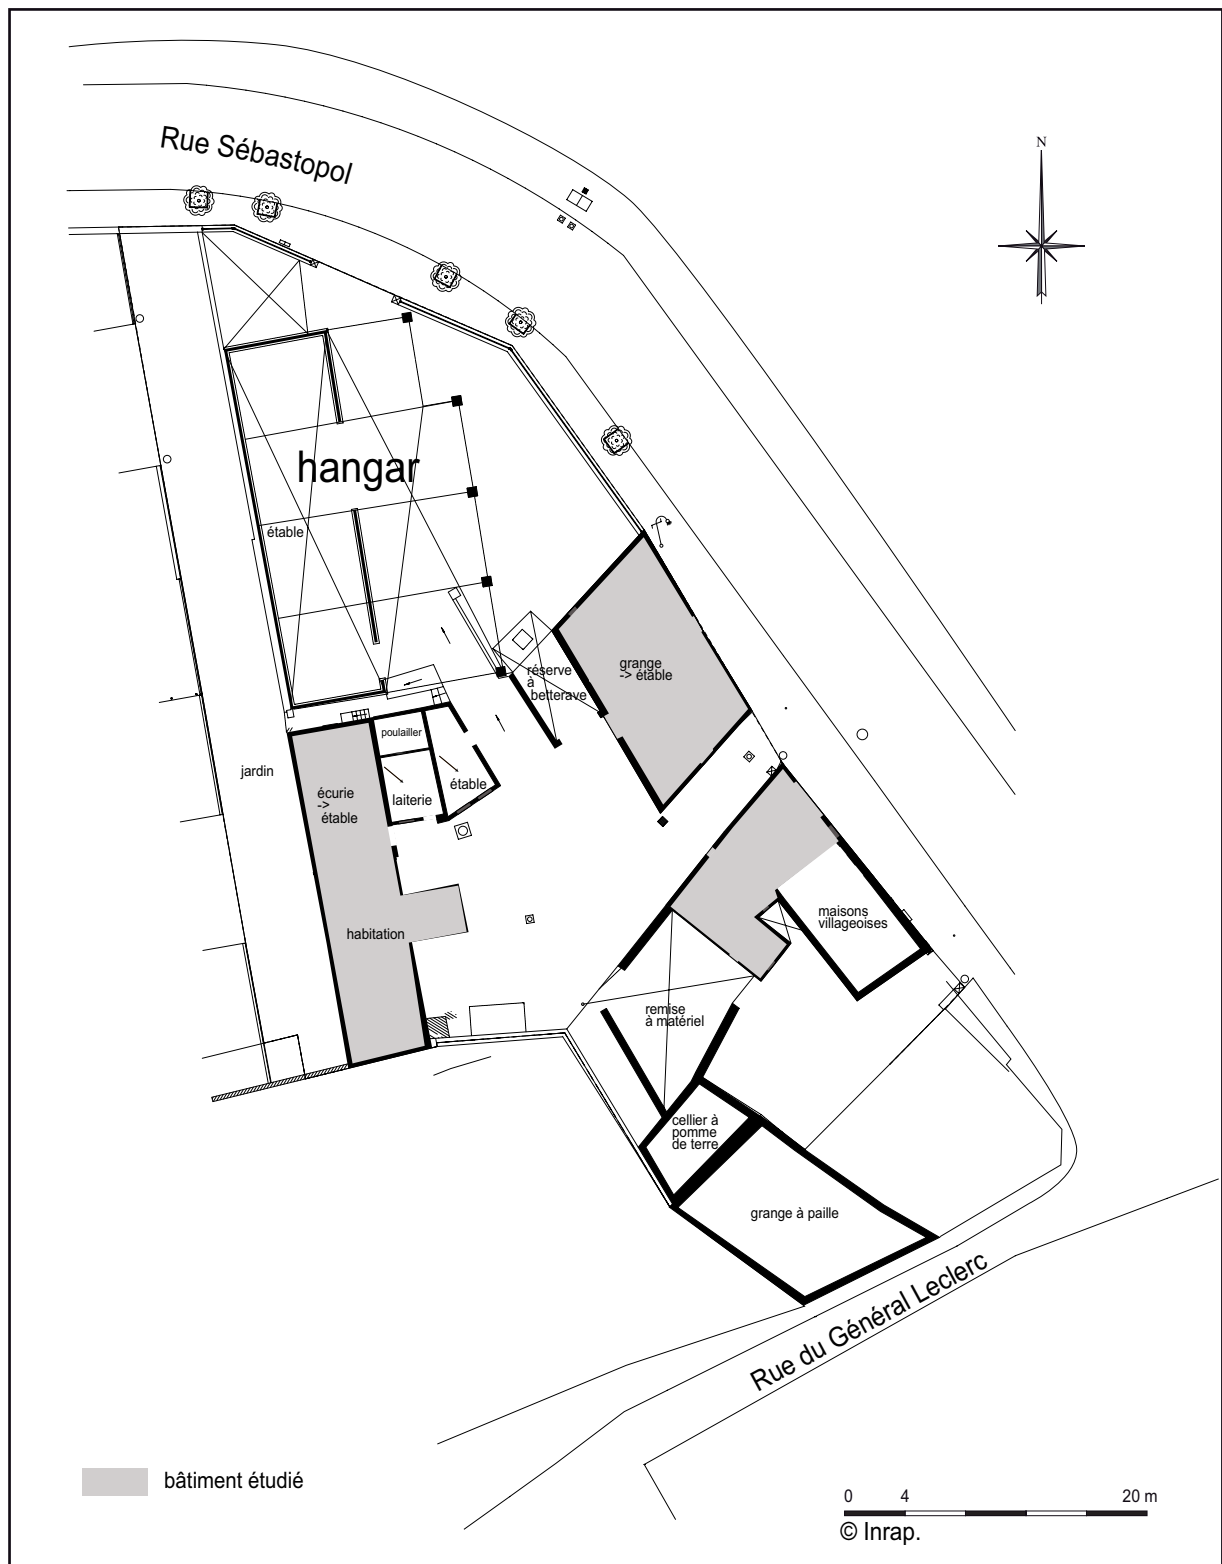 Rue Sébastopol
N
hangar
étable
réserve
à
betterave
grange
-> étable
poulailler
jardin
étable
écurie
->
étable
laiterie
maisons
villageoises
habitation
remise
à matériel
cellier à
pomme
de terre
grange à paille
Rue du Général Leclerc
bâtiment étudié
0 4 20 m
© Inrap.